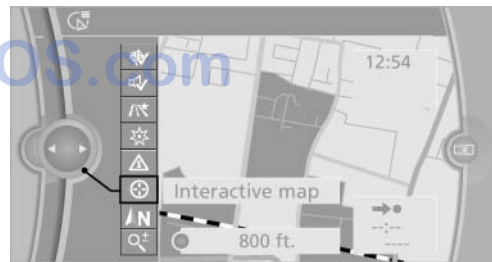 OS.com
12:54
Interactive map
N
800 ft.
--:--
----